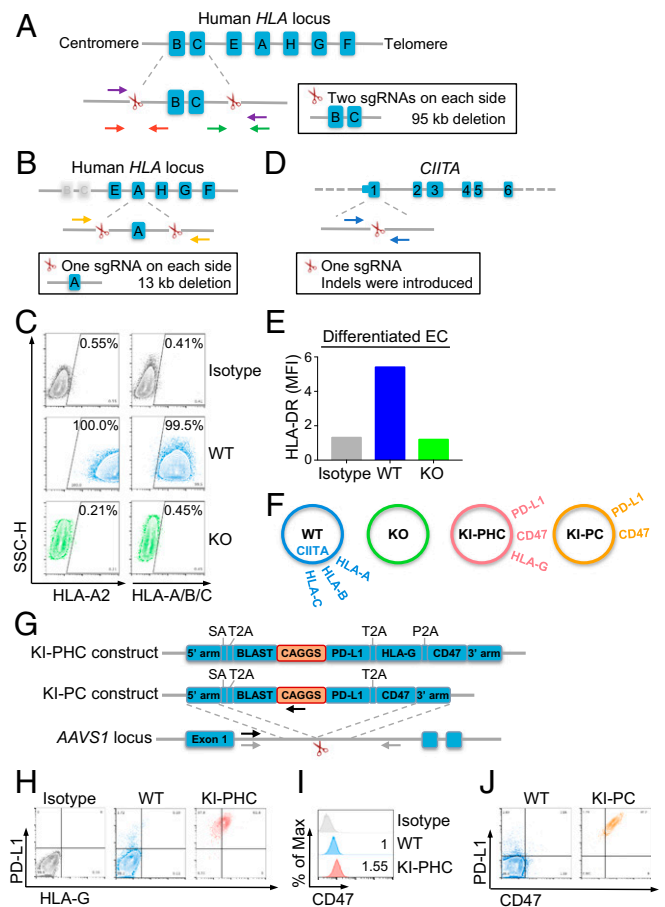 A
Human HLA locus
Centromere
B C E A H G F
Telomere
B C
Two sgRNAs on each side
B C
95 kb deletion
B
Human HLA locus
B C E A H G F
A
One sgRNA on each side
A
13 kb deletion
D
CIITA
1 2 3 4 5 6
One sgRNA
Indels were introduced
C
0.55%
0.41%
Isotype
100.0%
99.5%
WT
0.21%
0.45%
KO
SSC-H
HLA-A2
HLA-A/B/C
E
Differentiated EC
HLA-DR (MFI)
6
4
2
0
Isotype WT KO
F
WT
CIITA
HLA-A
HLA-B
HLA-C
KO
KI-PHC
PD-L1
CD47
HLA-G
KI-PC
PD-L1
CD47
G
SA T2A T2A P2A
KI-PHC construct
5' arm BLAST CAGGS PD-L1 HLA-G CD47 3' arm
SA T2A T2A
KI-PC construct
5' arm BLAST CAGGS PD-L1 CD47 3' arm
AAVS1 locus
Exon 1
H
Isotype WT KI-PHC
PD-L1
HLA-G
I
Isotype
1 WT
1.55 KI-PHC
% of Max
CD47
J
WT KI-PC
PD-L1
CD47